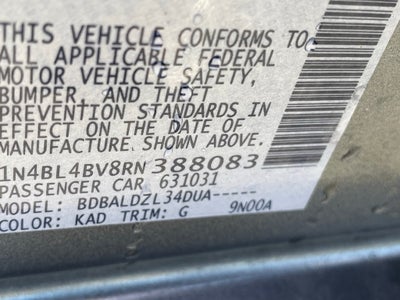 THIS VEHICLE CONFORMS TO
ALL APPLICABLE FEDERAL
MOTOR VEHICLE SAFETY,
BUMPER, AND THEFT
PREVENTION STANDARDS IN
EFFECT ON THE DATE OF
MANUFACTURE SHOWN ABOVE.
1N4BL4BV8RN388083
PASSENGER CAR 631031
MODEL: BDBALDZL34DUA-----
COLOR: KAD TRIM: G 9N00A